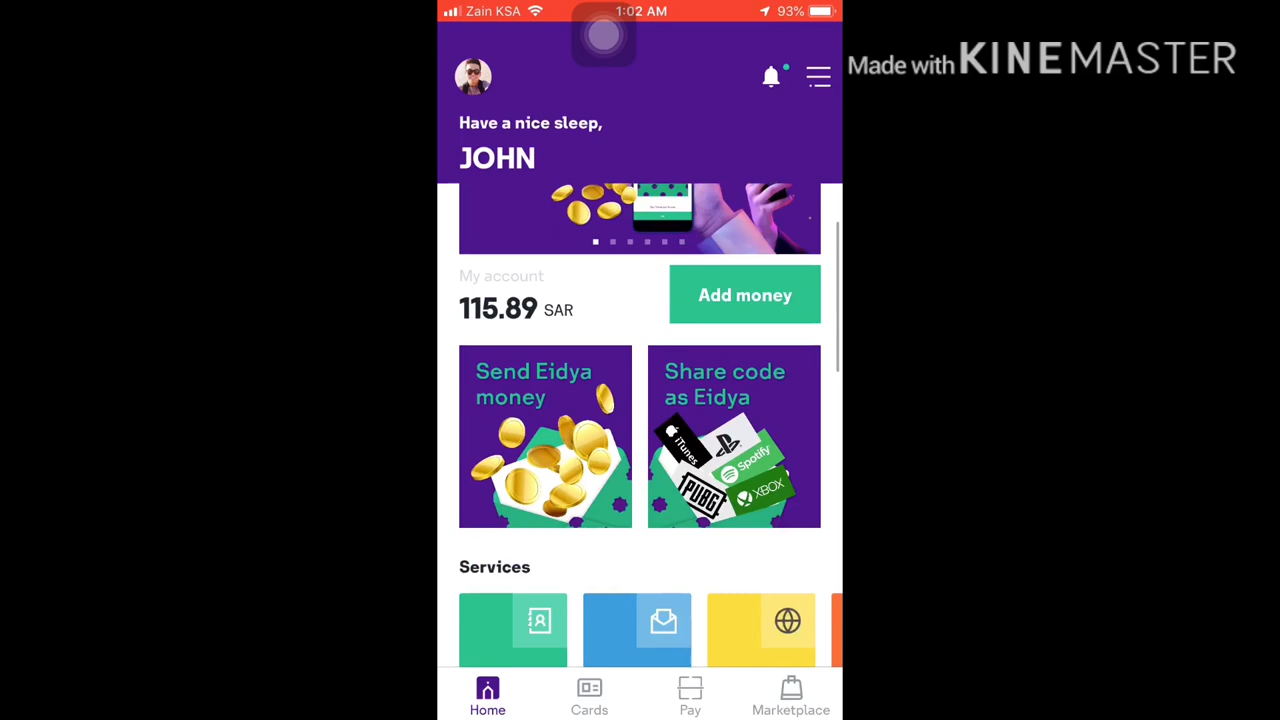 Zain KSA
1:02 AM
93%
Made with KINEMASTER
Have a nice sleep,
JOHN
My account
115.89 SAR
Add money
Send Eidya
money
Share code
as Eidya
iTunes
Spotify
PUBG
XBOX
Services
Home
Cards
Pay
Marketplace